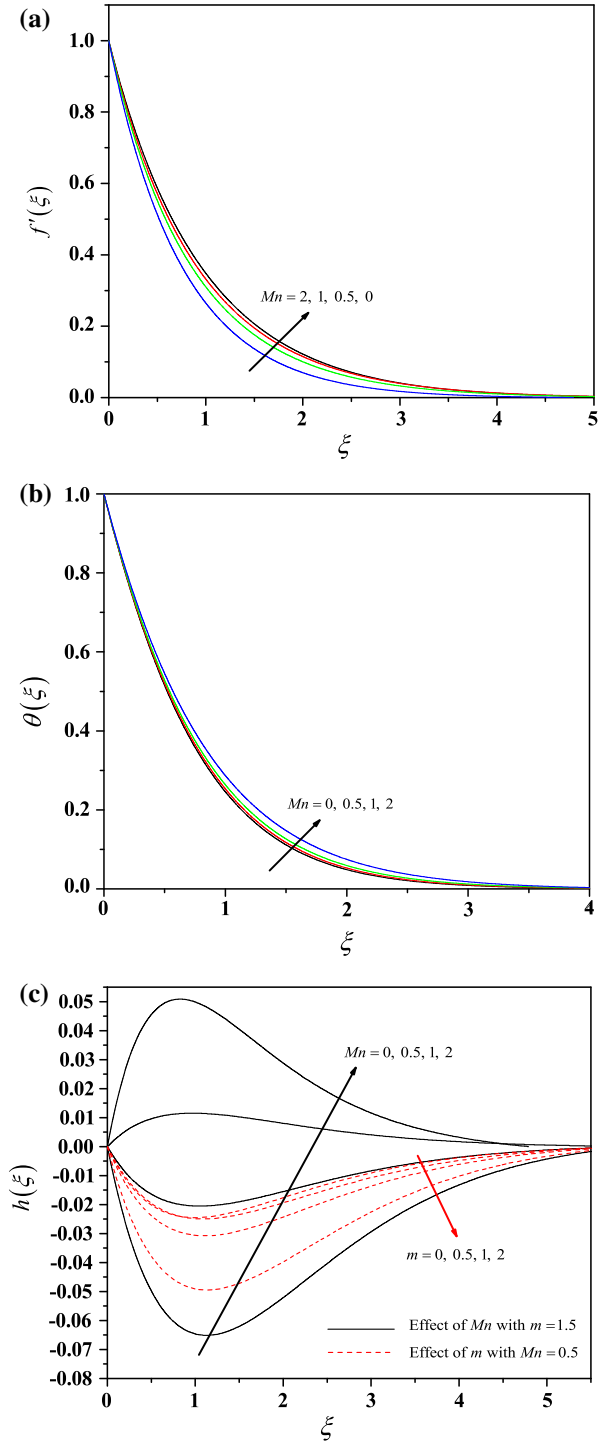 (a)
1.0
0.8
0.6
0.4
0.2
0.0
f'(ξ)
Mn = 2, 1, 0.5, 0
0 1 2 3 4 5
ξ
(b)
1.0
0.8
0.6
0.4
0.2
0.0
θ(ξ)
Mn = 0, 0.5, 1, 2
0 1 2 3 4
ξ
(c)
0.05
0.04
0.03
0.02
0.01
0.00
-0.01
-0.02
-0.03
-0.04
-0.05
-0.06
-0.07
-0.08
h(ξ)
Mn = 0, 0.5, 1, 2
m = 0, 0.5, 1, 2
Effect of Mn with m = 1.5
Effect of m with Mn = 0.5
0 1 2 3 4 5
ξ